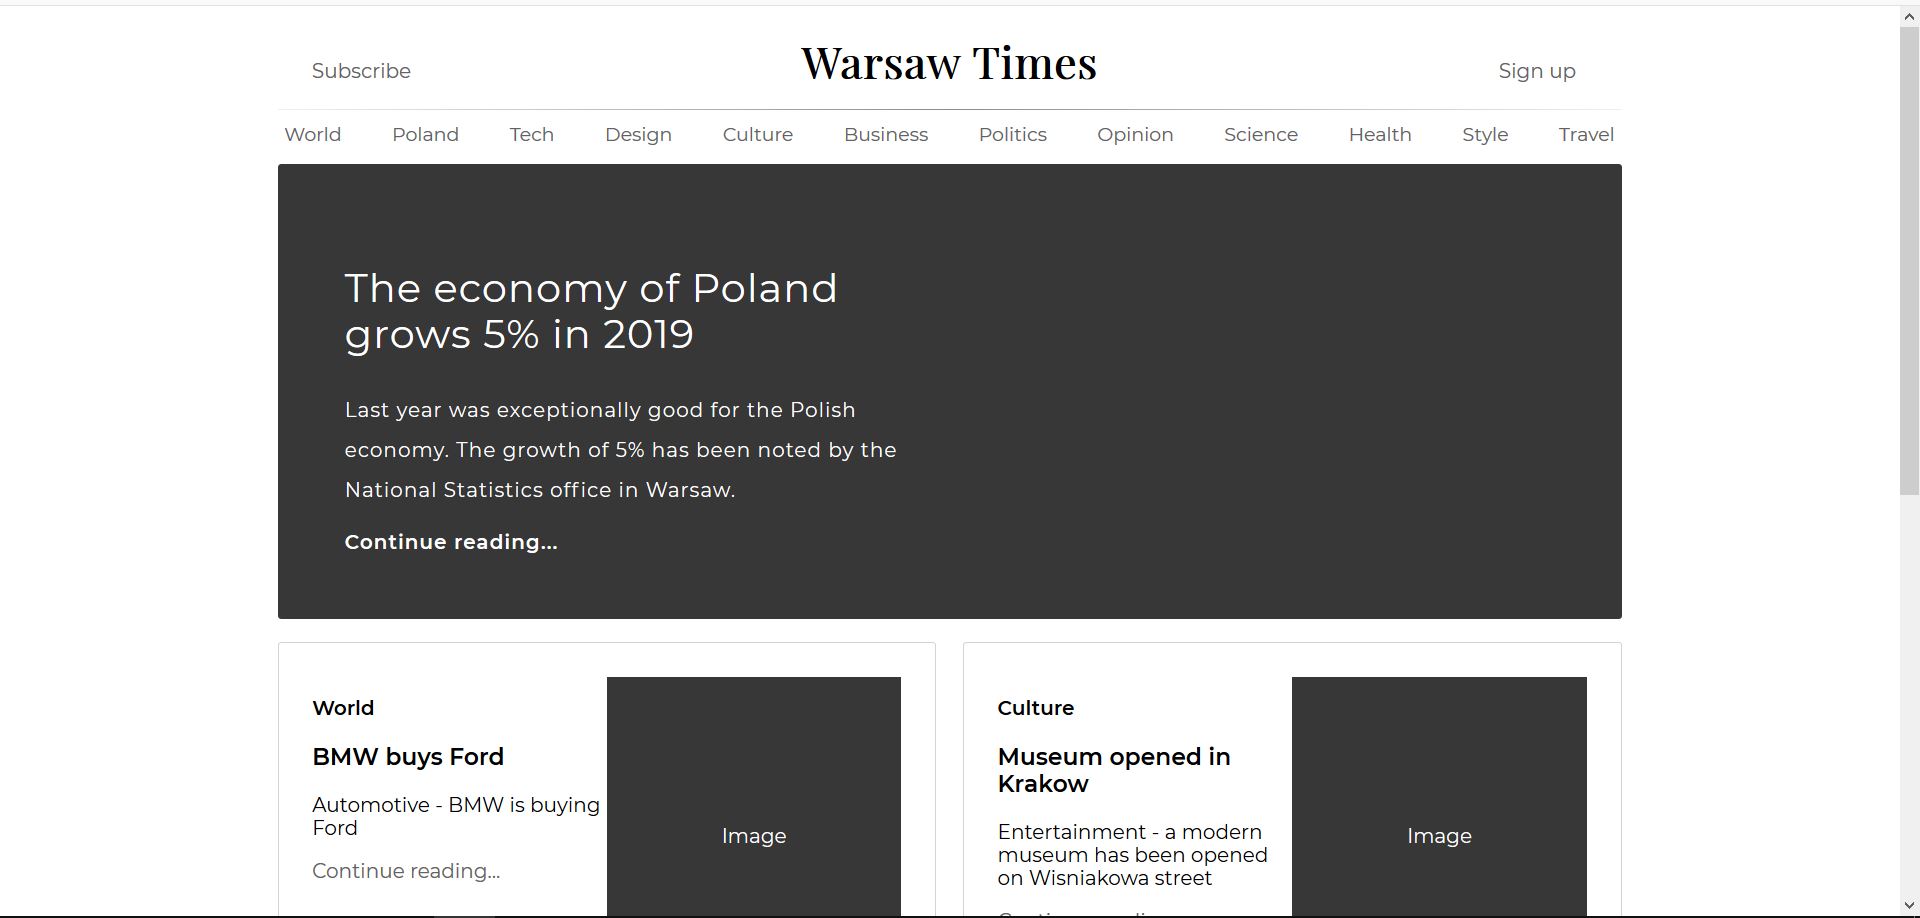 Subscribe
Warsaw Times
Sign up
World Poland Tech Design Culture Business Politics Opinion Science Health Style Travel
The economy of Poland
grows 5% in 2019
Last year was exceptionally good for the Polish
economy. The growth of 5% has been noted by the
National Statistics office in Warsaw.
Continue reading...
World
BMW buys Ford
Automotive - BMW is buying
Ford
Continue reading...
Image
Culture
Museum opened in
Krakow
Entertainment - a modern
museum has been opened
on Wisniakowa street
Image